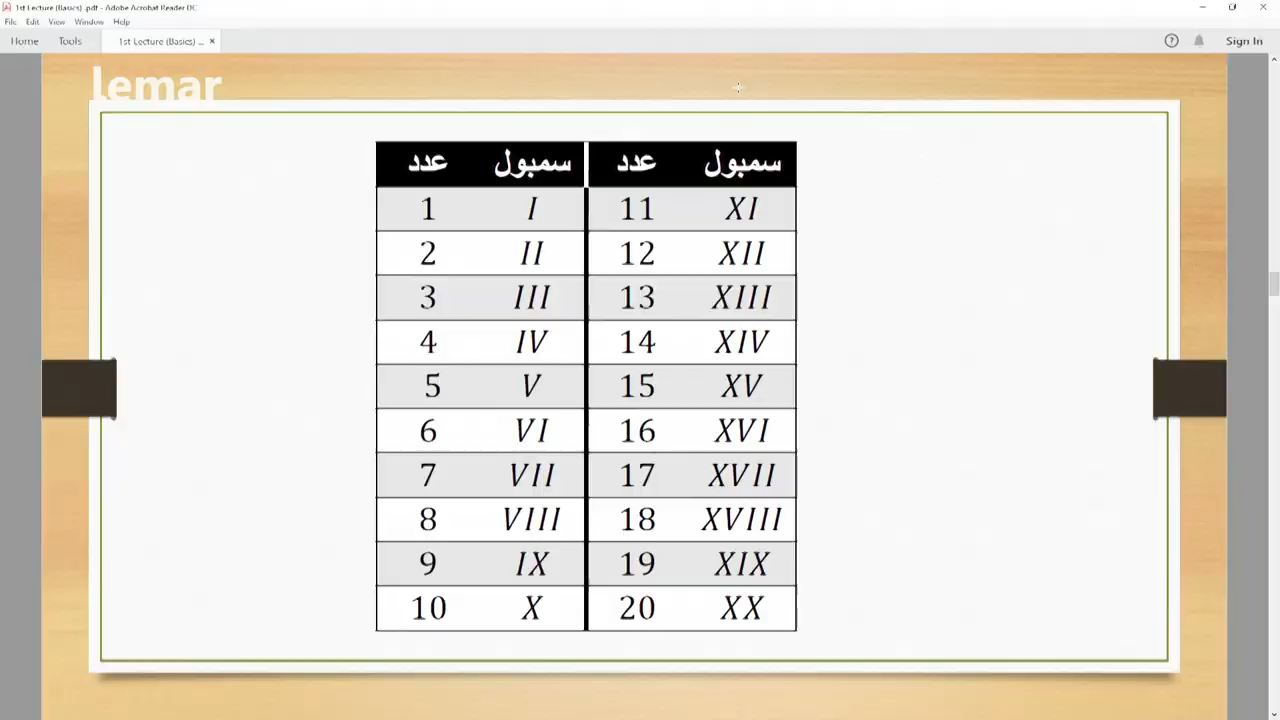 1st Lecture (Basics) .pdf - Adobe Acrobat Reader DC
File Edit View Window Help
Home Tools 1st Lecture (Basics) ... × Sign In
lemar
عدد سمبول عدد سمبول
1 I 11 XI
2 II 12 XII
3 III 13 XIII
4 IV 14 XIV
5 V 15 XV
6 VI 16 XVI
7 VII 17 XVII
8 VIII 18 XVIII
9 IX 19 XIX
10 X 20 XX